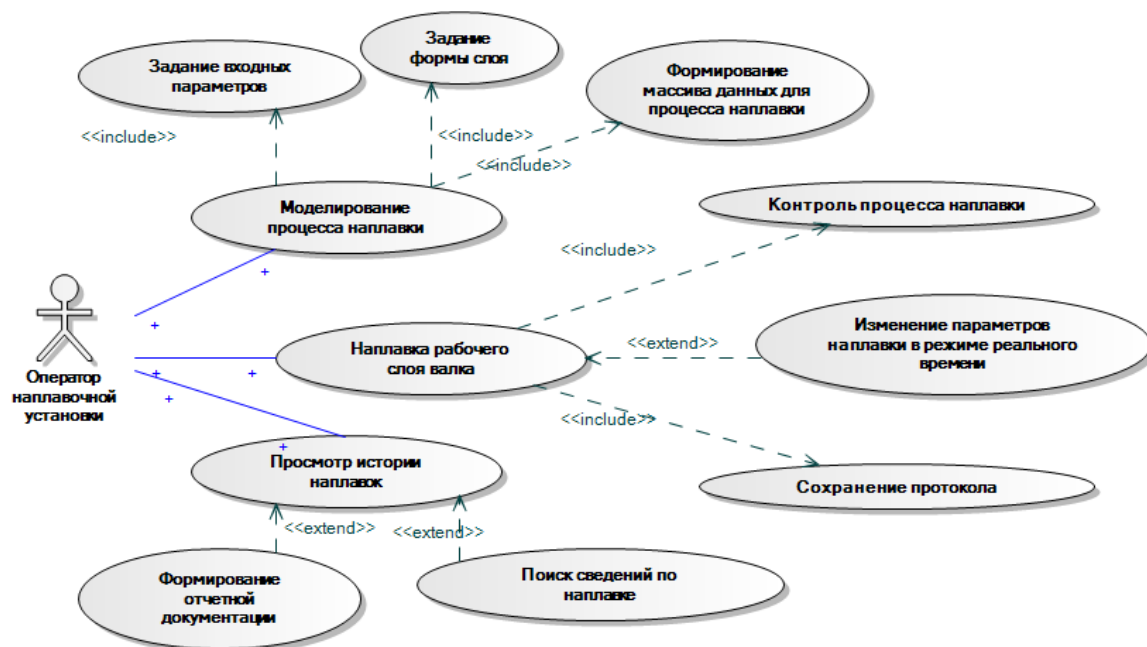 Задание
формы слоя
Задание входных
параметров
Формирование
массива данных для
процесса наплавки
<<include>>
<<include>>
<<include>>
Моделирование
процесса наплавки
Контроль процесса наплавки
<<include>>
+
+
Наплавка рабочего
слоя валка
<<extend>>
Изменение параметров
наплавки в режиме реального
времени
Оператор
наплавочной
установки
+
+
+
<<include>>
+
Просмотр истории
наплавок
Сохранение протокола
<<extend>>
<<extend>>
Формирование
отчетной
документации
Поиск сведений по
наплавке